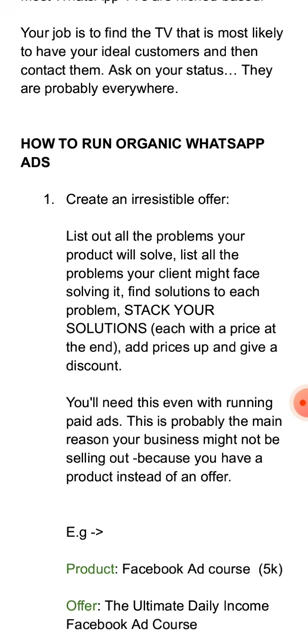 Your job is to find the TV that is most likely
to have your ideal customers and then
contact them. Ask on your status… They
are probably everywhere.
HOW TO RUN ORGANIC WHATSAPP
ADS
1. Create an irresistible offer:
List out all the problems your
product will solve, list all the
problems your client might face
solving it, find solutions to each
problem, STACK YOUR
SOLUTIONS (each with a price at
the end), add prices up and give a
discount.
You'll need this even with running
paid ads. This is probably the main
reason your business might not be
selling out -because you have a
product instead of an offer.
E.g ->
Product: Facebook Ad course (5k)
Offer: The Ultimate Daily Income
Facebook Ad Course